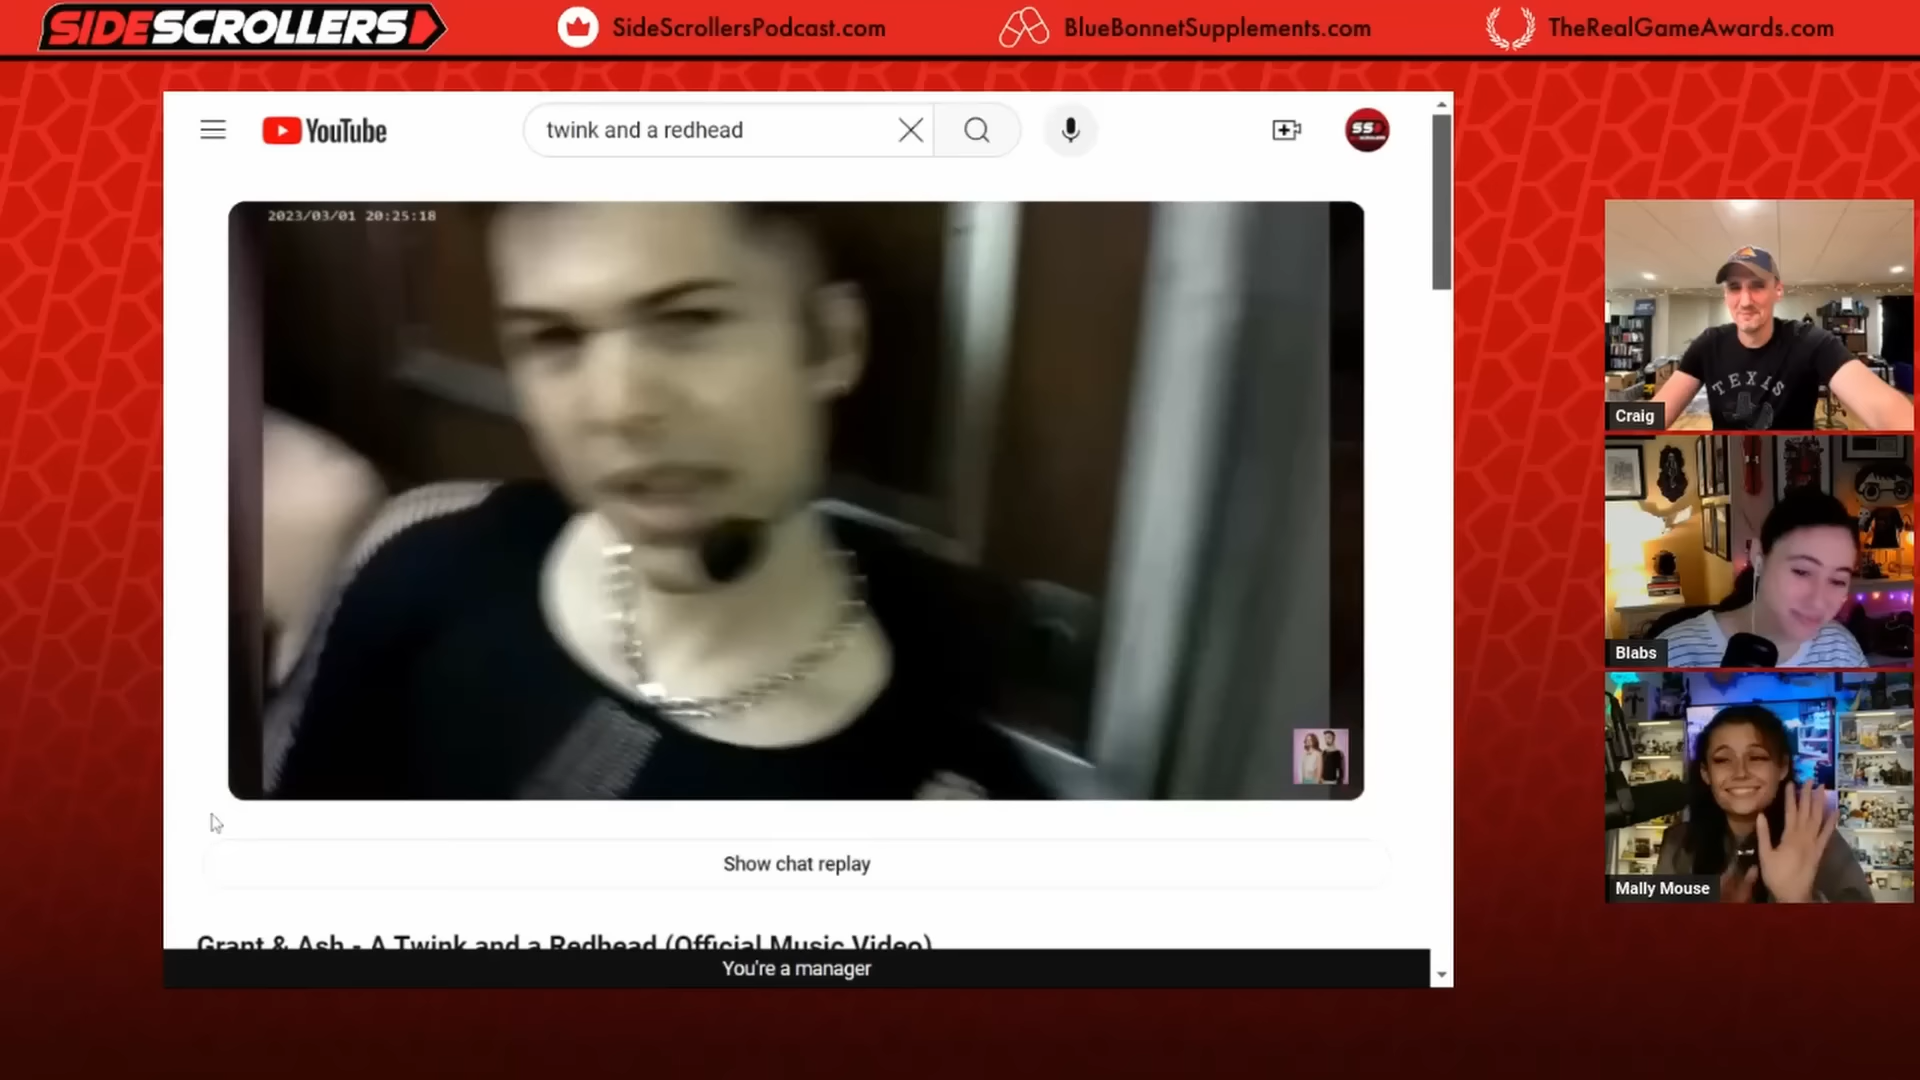 SIDESCROLLERS
SideScrollersPodcast.com
BlueBonnetSupplements.com
TheRealGameAwards.com
YouTube
twink and a redhead
SS
2023/03/01 20:25:18
TEXAS
Craig
Blabs
Mally Mouse
Show chat replay
Grant & Ash - A Twink and a Redhead (Official Music Video)
You're a manager